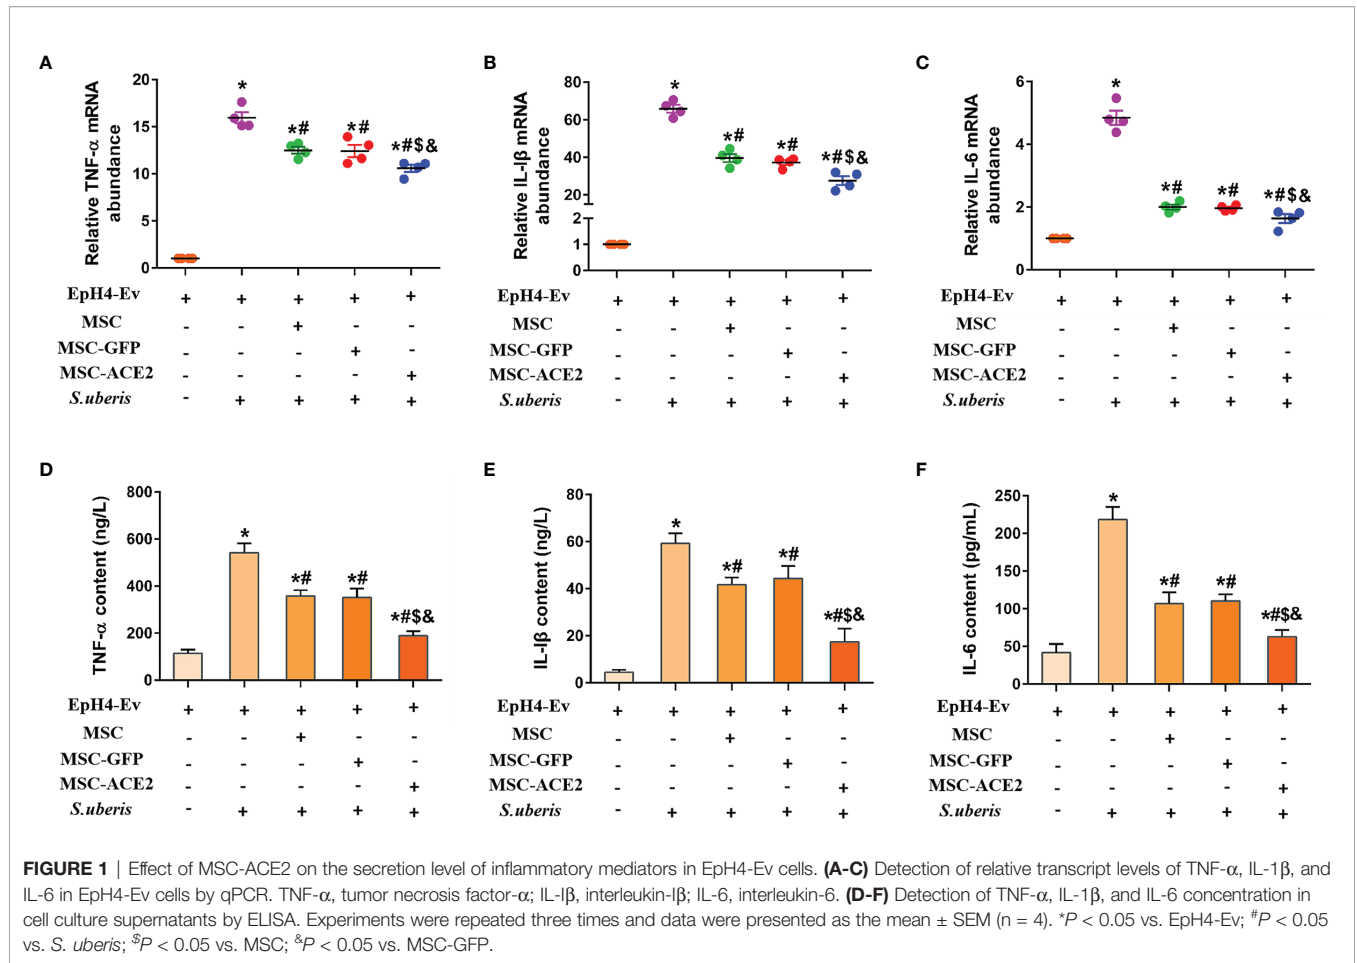 A
Relative TNF-α mRNA
abundance
20
15
10
5
0
*
*#
*#
*#$&
EpH4-Ev + + + + +
MSC - - + - -
MSC-GFP - - - + -
MSC-ACE2 - - - - +
S.uberis - + + + +
B
Relative IL-Iβ mRNA
abundance
80
60
40
20
2
1
0
*
*#
*#
*#$&
EpH4-Ev + + + + +
MSC - - + - -
MSC-GFP - - - + -
MSC-ACE2 - - - - +
S.uberis - + + + +
C
Relative IL-6 mRNA
abundance
6
4
2
0
*
*#
*#
*#$&
EpH4-Ev + + + + +
MSC - - + - -
MSC-GFP - - - + -
MSC-ACE2 - - - - +
S.uberis - + + + +
D
TNF-α content (ng/L)
800
600
400
200
0
*
*#
*#
*#$&
EpH4-Ev + + + + +
MSC - - + - -
MSC-GFP - - - + -
MSC-ACE2 - - - - +
S.uberis - + + + +
E
IL-Iβ content (ng/L)
80
60
40
20
0
*
*#
*#
*#$&
EpH4-Ev + + + + +
MSC - - + - -
MSC-GFP - - - + -
MSC-ACE2 - - - - +
S.uberis - + + + +
F
IL-6 content (pg/mL)
250
200
150
100
50
0
*
*#
*#
*#$&
EpH4-Ev + + + + +
MSC - - + - -
MSC-GFP - - - + -
MSC-ACE2 - - - - +
S.uberis - + + + +
FIGURE 1 | Effect of MSC-ACE2 on the secretion level of inflammatory mediators in EpH4-Ev cells. (A-C) Detection of relative transcript levels of TNF-α, IL-1β, and
IL-6 in EpH4-Ev cells by qPCR. TNF-α, tumor necrosis factor-α; IL-Iβ, interleukin-Iβ; IL-6, interleukin-6. (D-F) Detection of TNF-α, IL-1β, and IL-6 concentration in
cell culture supernatants by ELISA. Experiments were repeated three times and data were presented as the mean ± SEM (n = 4). *P < 0.05 vs. EpH4-Ev; #P < 0.05
vs. S. uberis; $P < 0.05 vs. MSC; &P < 0.05 vs. MSC-GFP.